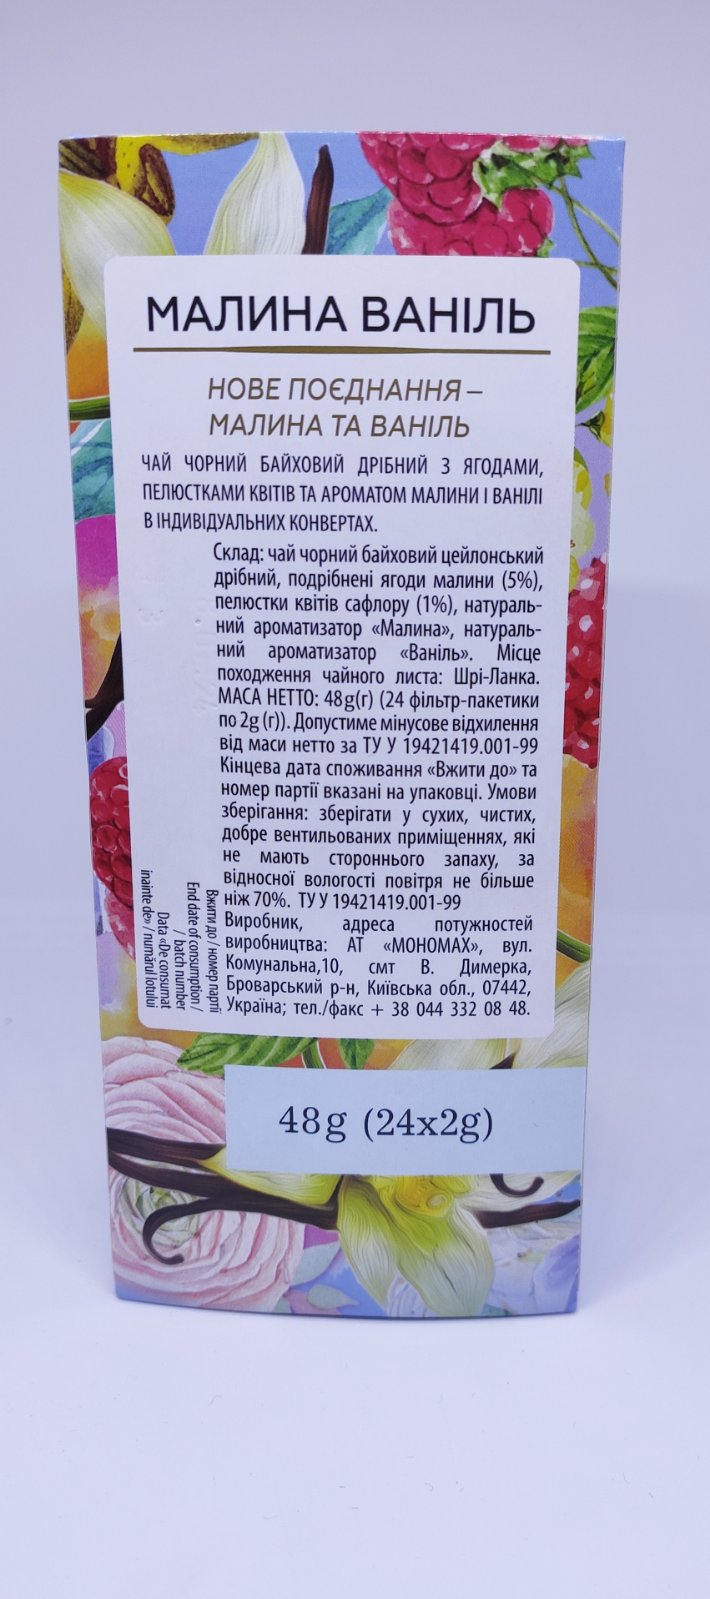 МАЛИНА ВАНІЛЬ
НОВЕ ПОЄДНАННЯ –
МАЛИНА ТА ВАНІЛЬ
ЧАЙ ЧОРНИЙ БАЙХОВИЙ ДРІБНИЙ З ЯГОДАМИ,
ПЕЛЮСТКАМИ КВІТІВ ТА АРОМАТОМ МАЛИНИ І ВАНІЛІ
В ІНДИВІДУАЛЬНИХ КОНВЕРТАХ.
Склад: чай чорний байховий цейлонський
дрібний, подрібнені ягоди малини (5%),
пелюстки квітів сафлору (1%), натураль-
ний ароматизатор «Малина», натураль-
ний ароматизатор «Ваніль». Місце
походження чайного листа: Шрі-Ланка.
МАСА НЕТТО: 48g(г) (24 фільтр-пакетики
по 2g (г)). Допустиме мінусове відхилення
від маси нетто за ТУ У 19421419.001-99
Кінцева дата споживання «Вжити до» та
номер партії вказані на упаковці. Умови
зберігання: зберігати у сухих, чистих,
добре вентильованих приміщеннях, які
не мають стороннього запаху, за
відносної вологості повітря не більше
ніж 70%. ТУ У 19421419.001-99
Виробник, адреса потужностей
виробництва: АТ «МОНОМАХ», вул.
Комунальна,10, смт В. Димерка,
Броварський р-н, Київська обл., 07442,
Україна; тел./факс + 38 044 332 08 48.
Вжити до / номер партії
End date of consumption /
/ batch number
Data «De consumat
inainte de» / numărul lotului
48g (24x2g)